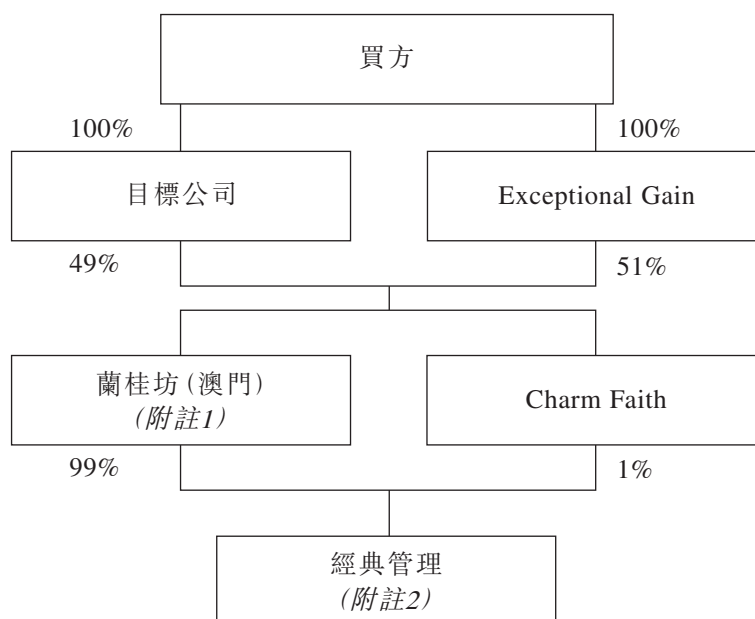 買方
100%
100%
目標公司
Exceptional Gain
49%
51%
蘭桂坊(澳門)
(附註1)
Charm Faith
99%
1%
經典管理
(附註2)